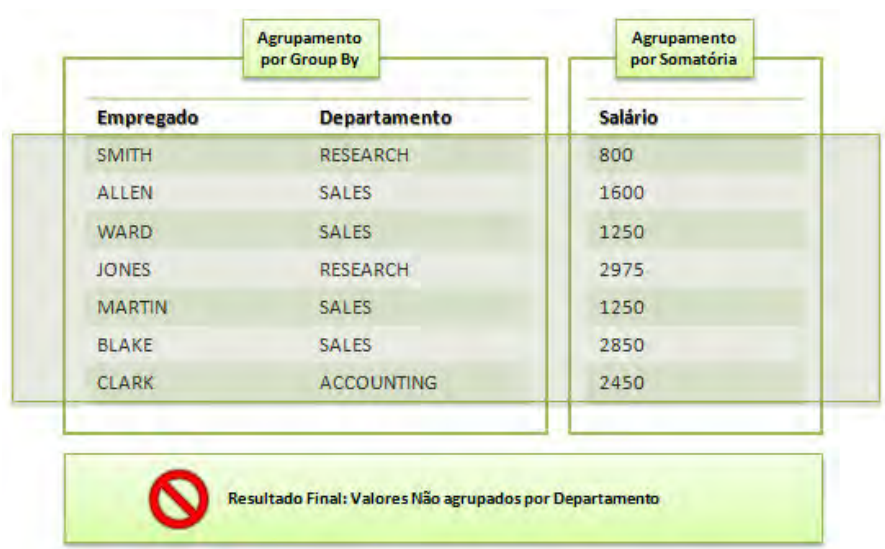 Agrupamento
por Group By
Agrupamento
por Somatória
Empregado Departamento Salário
SMITH RESEARCH 800
ALLEN SALES 1600
WARD SALES 1250
JONES RESEARCH 2975
MARTIN SALES 1250
BLAKE SALES 2850
CLARK ACCOUNTING 2450
Resultado Final: Valores Não agrupados por Departamento